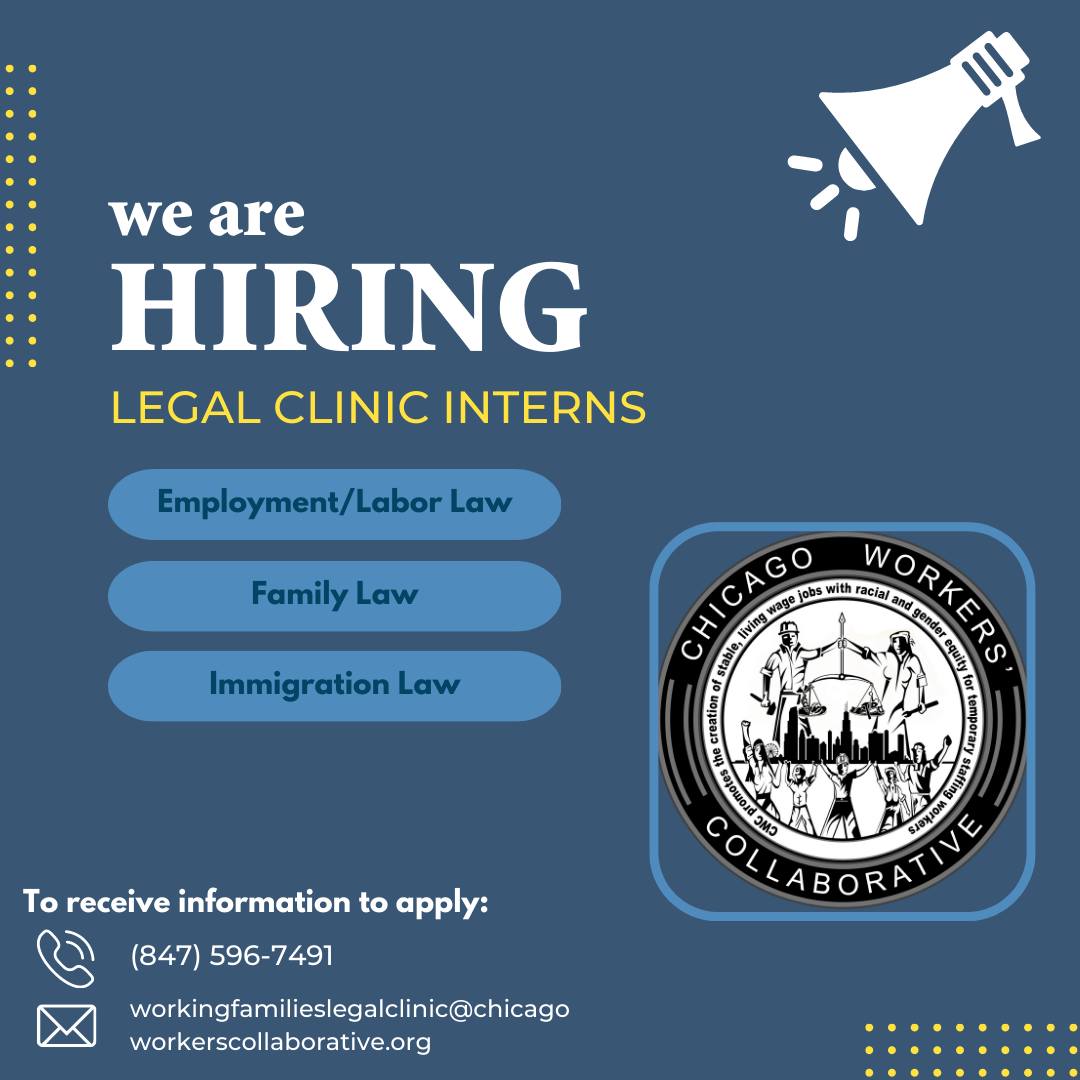 we are
HIRING
LEGAL CLINIC INTERNS
Employment/Labor Law
Family Law
Immigration Law
CHICAGO WORKERS'
COLLABORATIVE
CWC promotes the creation of stable, living wage jobs with racial and gender equity for temporary staffing workers
To receive information to apply:
(847) 596-7491
workingfamilieslegalclinic@chicago
workerscollaborative.org